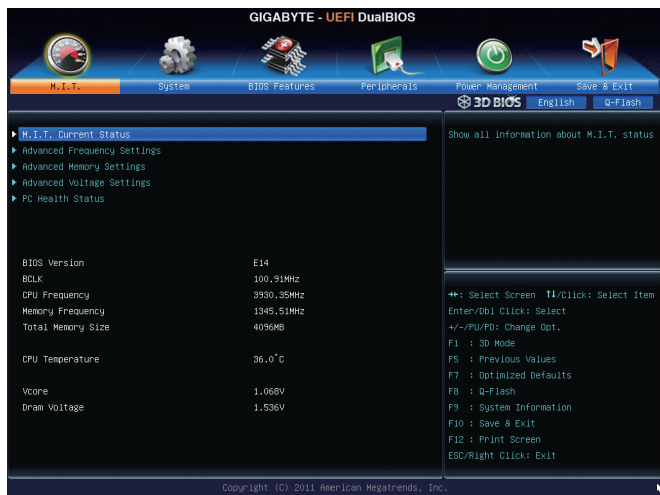 GIGABYTE - UEFI DualBIOS
M.I.T.
System
BIOS Features
Peripherals
Power Management
Save & Exit
3D BIOS
English
Q-Flash
M.I.T. Current Status
Advanced Frequency Settings
Advanced Memory Settings
Advanced Voltage Settings
PC Health Status
Show all information about M.I.T. status
BIOS Version E14
BCLK 100.91MHz
CPU Frequency 3930.35MHz
Memory Frequency 1345.51MHz
Total Memory Size 4096MB
CPU Temperature 36.0°C
Vcore 1.068V
Dram Voltage 1.536V
→←: Select Screen ↑↓/Click: Select Item
Enter/Dbl Click: Select
+/-/PU/PD: Change Opt.
F1 : 3D Mode
F5 : Previous Values
F7 : Optimized Defaults
F8 : Q-Flash
F9 : System Information
F10 : Save & Exit
F12 : Print Screen
ESC/Right Click: Exit
Copyright (C) 2011 American Megatrends, Inc.